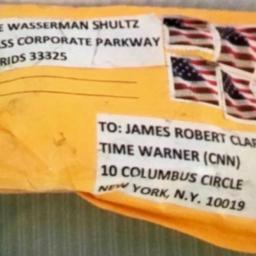 E WASSERMAN SHULTZ
SS CORPORATE PARKWAY
RIDS 33325
TO: JAMES ROBERT CLAP
TIME WARNER (CNN)
10 COLUMBUS CIRCLE
NEW YORK, N.Y. 10019